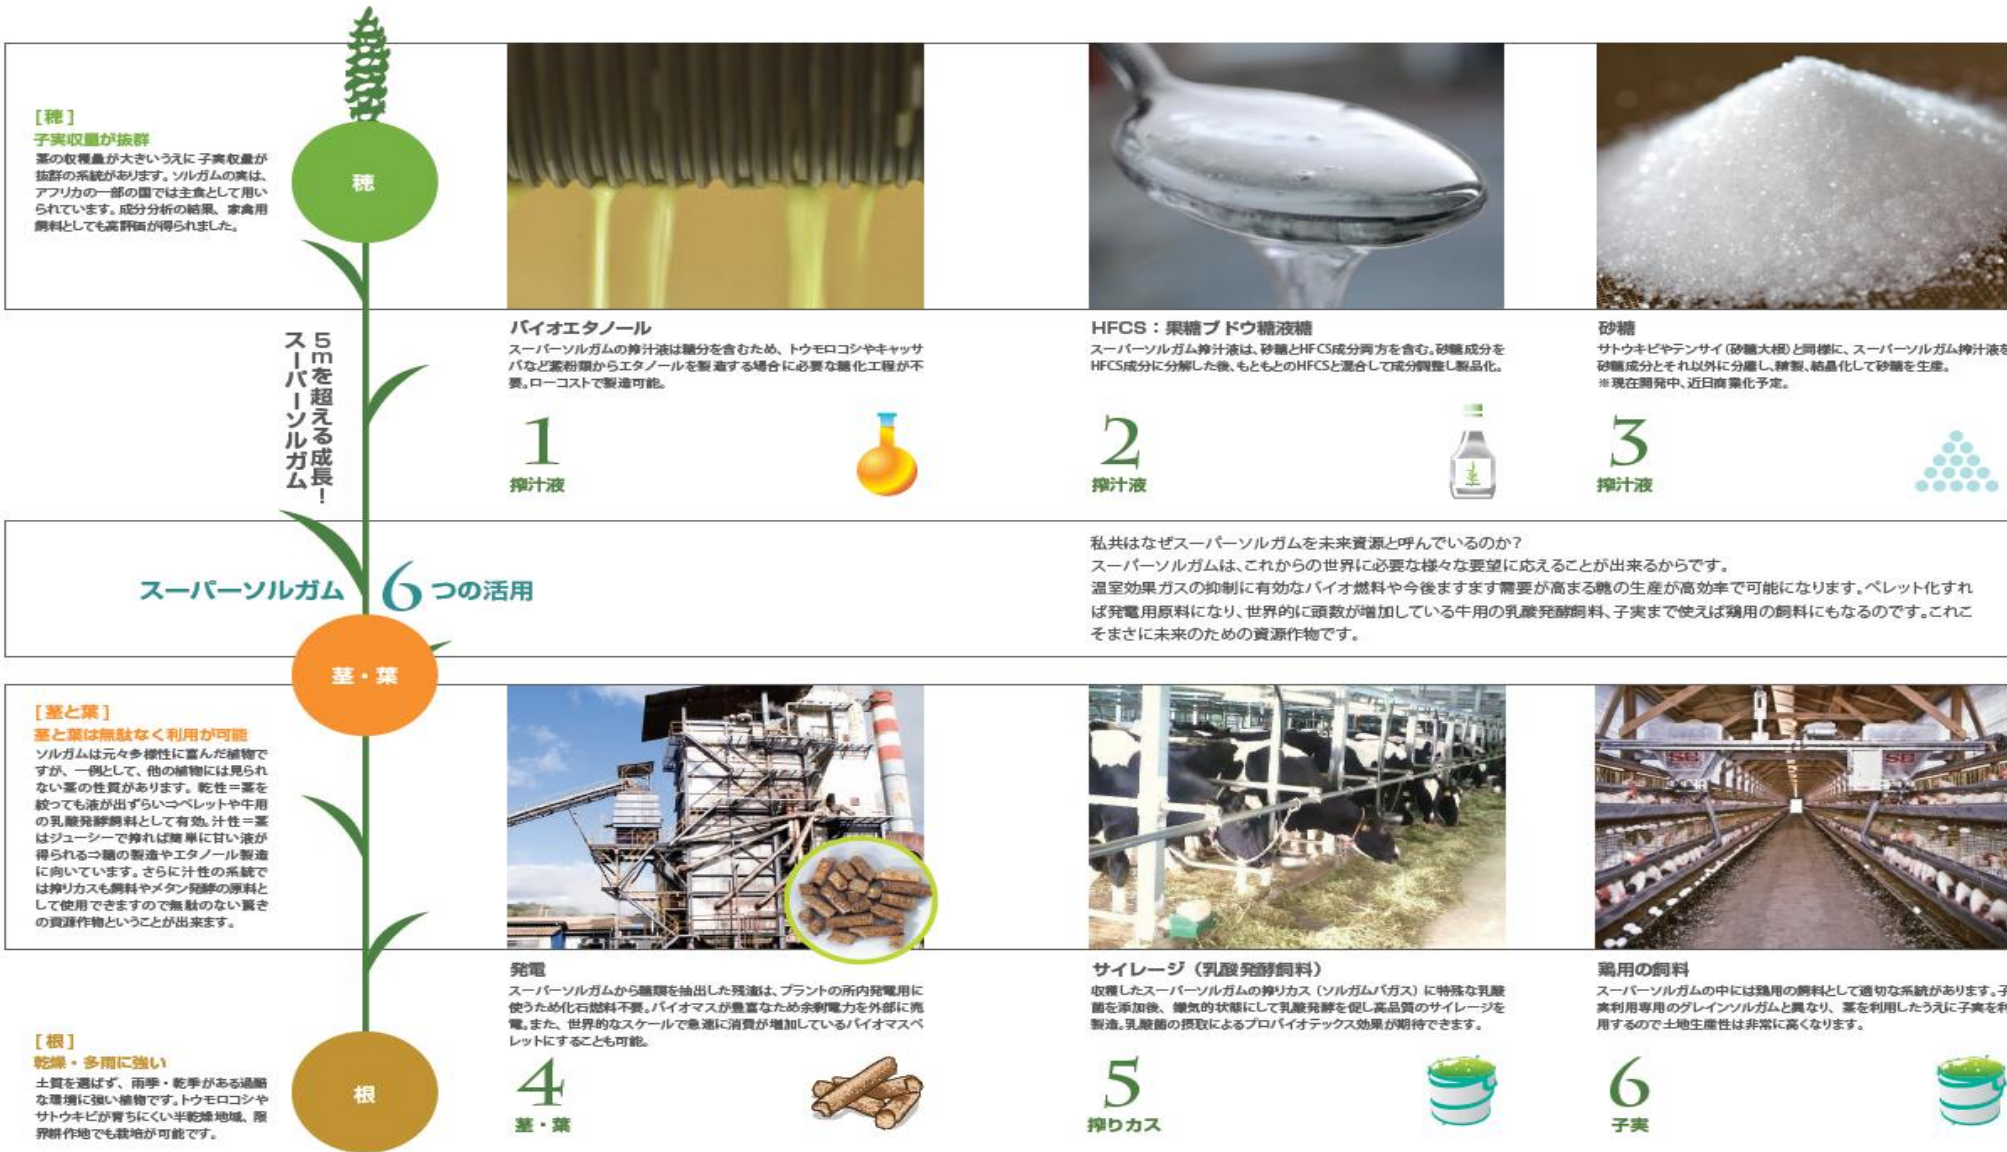 [穂]
子実収量が抜群
茎の収穫量が大きいうえに子実収量が
抜群の系統があります。ソルガムの実は、
アフリカの一部の国では主食として用い
られています。成分分析の結果、家禽用
飼料としても高評価が得られました。
穂
5mを超える成長！
スーパーソルガム
バイオエタノール
スーパーソルガムの搾汁液は糖分を含むため、トウモロコシやキャッサ
バなど澱粉類からエタノールを製造する場合に必要な糖化工程が不
要。ローコストで製造可能。
1
搾汁液
HFCS：果糖ブドウ糖液糖
スーパーソルガム搾汁液は、砂糖とHFCS成分両方を含む。砂糖成分を
HFCS成分に分解した後、もともとのHFCSと混合して成分調整し製品化。
2
搾汁液
砂糖
サトウキビやテンサイ（砂糖大根）と同様に、スーパーソルガム搾汁液を
砂糖成分とそれ以外に分離し、精製、結晶化して砂糖を生産。
※現在開発中、近日商業化予定。
3
搾汁液
スーパーソルガム 6つの活用
私共はなぜスーパーソルガムを未来資源と呼んでいるのか？
スーパーソルガムは、これからの世界に必要な様々な要望に応えることが出来るからです。
温室効果ガスの抑制に有効なバイオ燃料や今後ますます需要が高まる糖の生産が高効率で可能になります。ペレット化すれ
ば発電用原料になり、世界的に頭数が増加している牛用の乳酸発酵飼料、子実まで使えば鶏用の飼料にもなるのです。これこ
そまさに未来のための資源作物です。
茎・葉
[茎と葉]
茎と葉は無駄なく利用が可能
ソルガムは元々多様性に富んだ植物で
すが、一例として、他の植物には見られ
ない茎の性質があります。乾性＝茎を
絞っても液が出ずらい⇒ペレットや牛用
の乳酸発酵飼料として有効。汁性＝茎
はジューシーで搾れば簡単に甘い液が
得られる⇒糖の製造やエタノール製造
に向いています。さらに汁性の系統で
は搾りカスも飼料やメタン発酵の原料と
して使用できますので無駄のない驚き
の資源作物ということが出来ます。
発電
スーパーソルガムから糖類を抽出した残渣は、プラントの所内発電用に
使うため化石燃料不要。バイオマスが豊富なため余剰電力を外部に売
電。また、世界的なスケールで急速に消費が増加しているバイオマスペ
レットにすることも可能。
4
茎・葉
サイレージ（乳酸発酵飼料）
収穫したスーパーソルガムの搾りカス（ソルガムバガス）に特殊な乳酸
菌を添加後、嫌気的状態にして乳酸発酵を促し高品質のサイレージを
製造。乳酸菌の摂取によるプロバイオテックス効果が期待できます。
5
搾りカス
SE
SE
鶏用の飼料
スーパーソルガムの中には鶏用の飼料として適切な系統があります。子
実利用専用のグレインソルガムと異なり、茎を利用したうえに子実を利
用するので土地生産性は非常に高くなります。
6
子実
[根]
乾燥・多雨に強い
土質を選ばず、雨季・乾季がある過酷
な環境に強い植物です。トウモロコシや
サトウキビが育ちにくい半乾燥地域、限
界耕作地でも栽培が可能です。
根